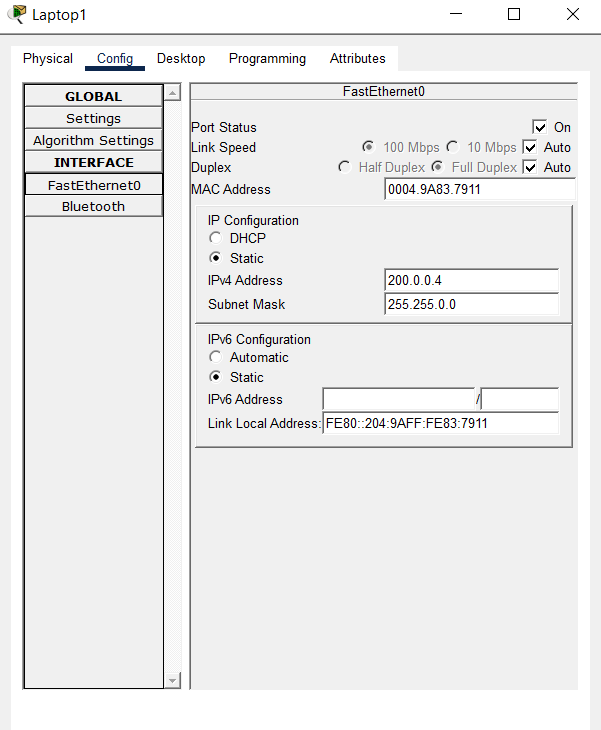 Laptop1
Physical Config Desktop Programming Attributes
GLOBAL
Settings
Algorithm Settings
INTERFACE
FastEthernet0
Bluetooth
FastEthernet0
Port Status On
Link Speed 100 Mbps 10 Mbps Auto
Duplex Half Duplex Full Duplex Auto
MAC Address 0004.9A83.7911
IP Configuration
DHCP
Static
IPv4 Address 200.0.0.4
Subnet Mask 255.255.0.0
IPv6 Configuration
Automatic
Static
IPv6 Address /
Link Local Address: FE80::204:9AFF:FE83:7911